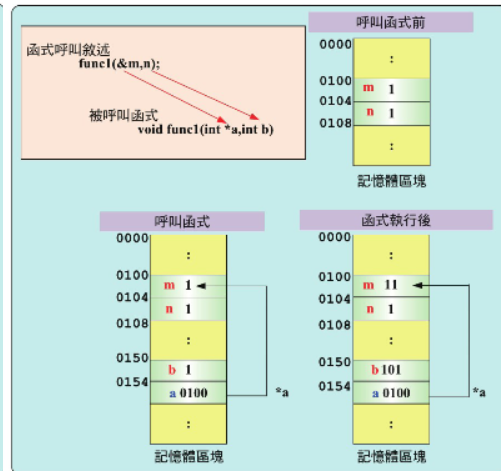 函式呼叫敘述
func1(&m,n);
被呼叫函式
void func1(int *a,int b)
呼叫函式前
0000
:
0100
m 1
0104
n 1
0108
:
記憶體區塊
呼叫函式
0000
:
0100
m 1
0104
n 1
0108
:
0150
b 1
0154
a 0100
*a
:
記憶體區塊
函式執行後
0000
:
0100
m 11
0104
n 1
0108
:
0150
b 101
0154
a 0100
*a
:
記憶體區塊